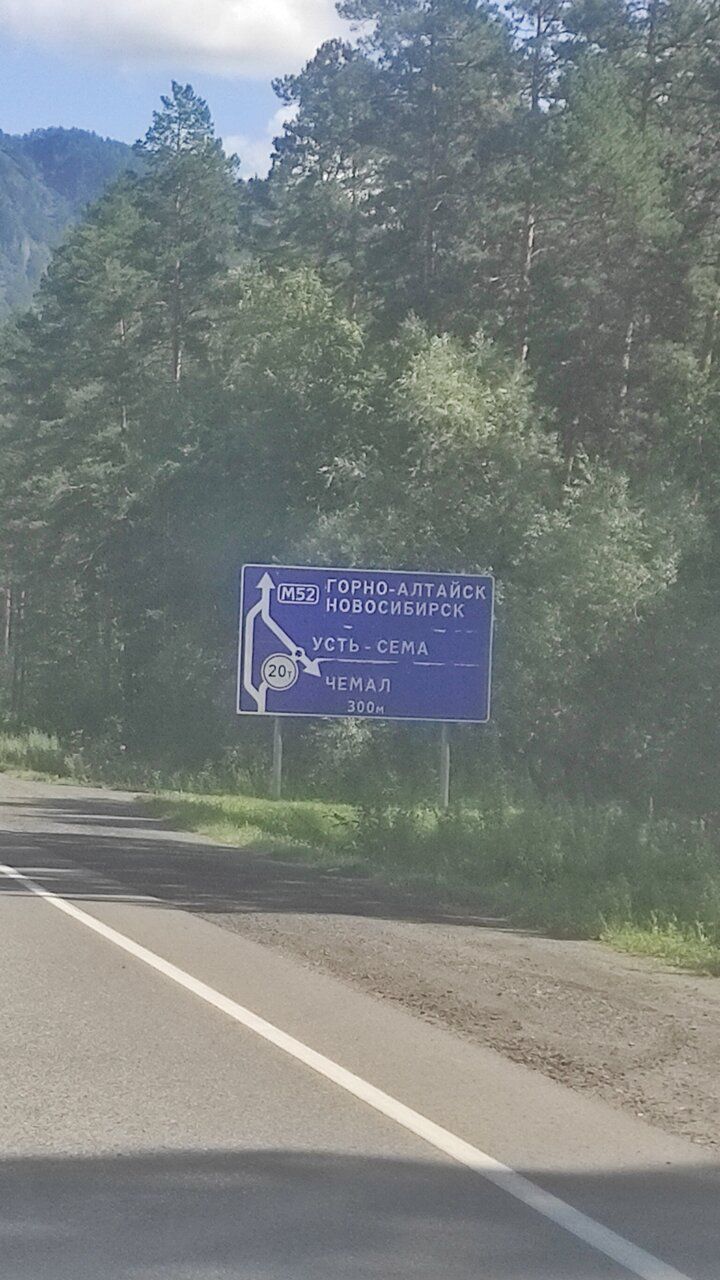 М52 ГОРНО-АЛТАЙСК
НОВОСИБИРСК
УСТЬ-СЕМА
20т
ЧЕМАЛ
300м